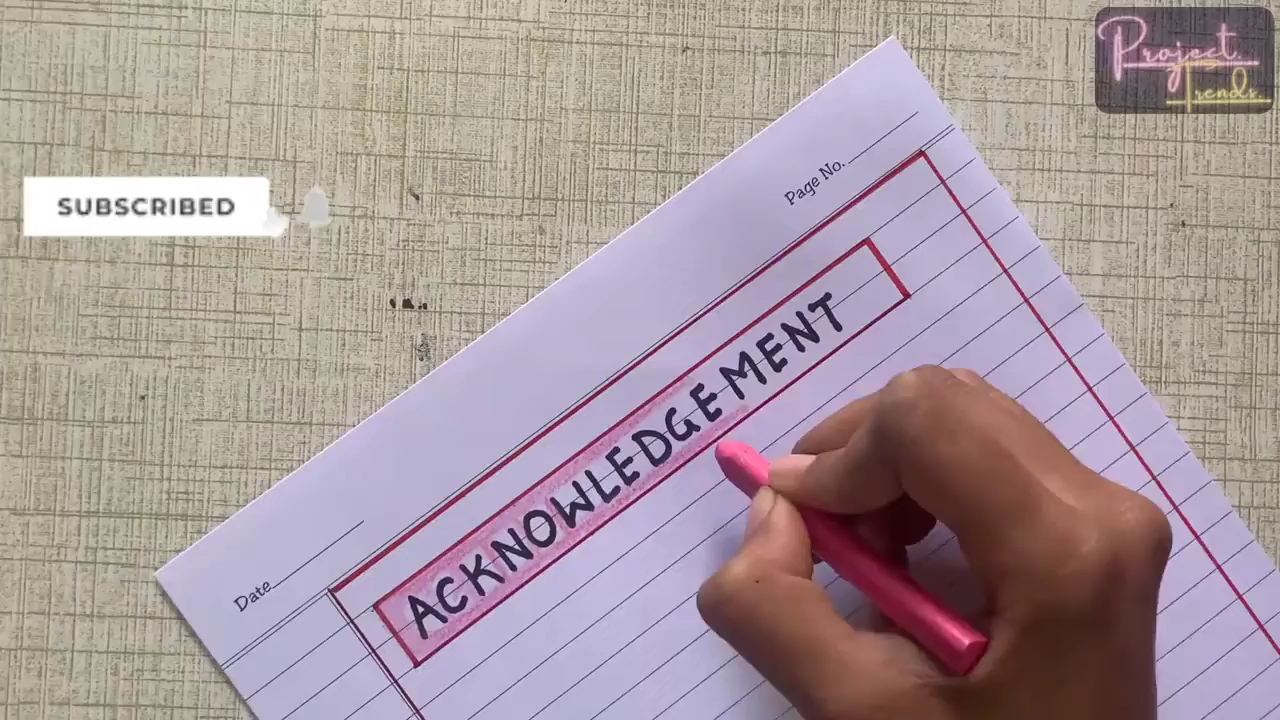 Project
Trends
SUBSCRIBED
Page No.
Date
ACKNOWLEDGEMENT